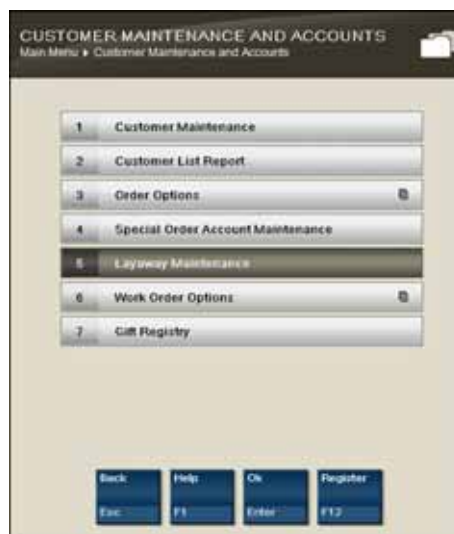 CUSTOMER MAINTENANCE AND ACCOUNTS
Main Menu ▸ Customer Maintenance and Accounts
1 Customer Maintenance
2 Customer List Report
3 Order Options
4 Special Order Account Maintenance
5 Layaway Maintenance
6 Work Order Options
7 Gift Registry
Back Help Ok Register
Esc F1 Enter F12